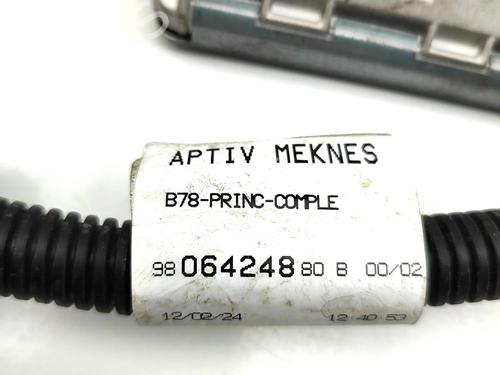 APTIV MEKNES
B78-PRINC-COMPLE
98 064248 80 B 00/02
12/02/24 12:40:53